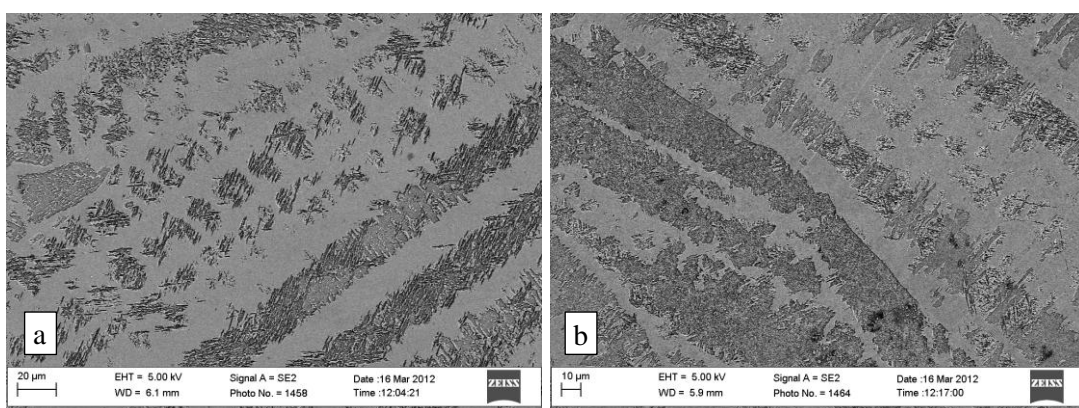 a
20 µm
EHT = 5.00 kV
WD = 6.1 mm
Signal A = SE2
Photo No. = 1458
Date :16 Mar 2012
Time :12:04:21
ZEISS
b
10 µm
EHT = 5.00 kV
WD = 5.9 mm
Signal A = SE2
Photo No. = 1464
Date :16 Mar 2012
Time :12:17:00
ZEISS